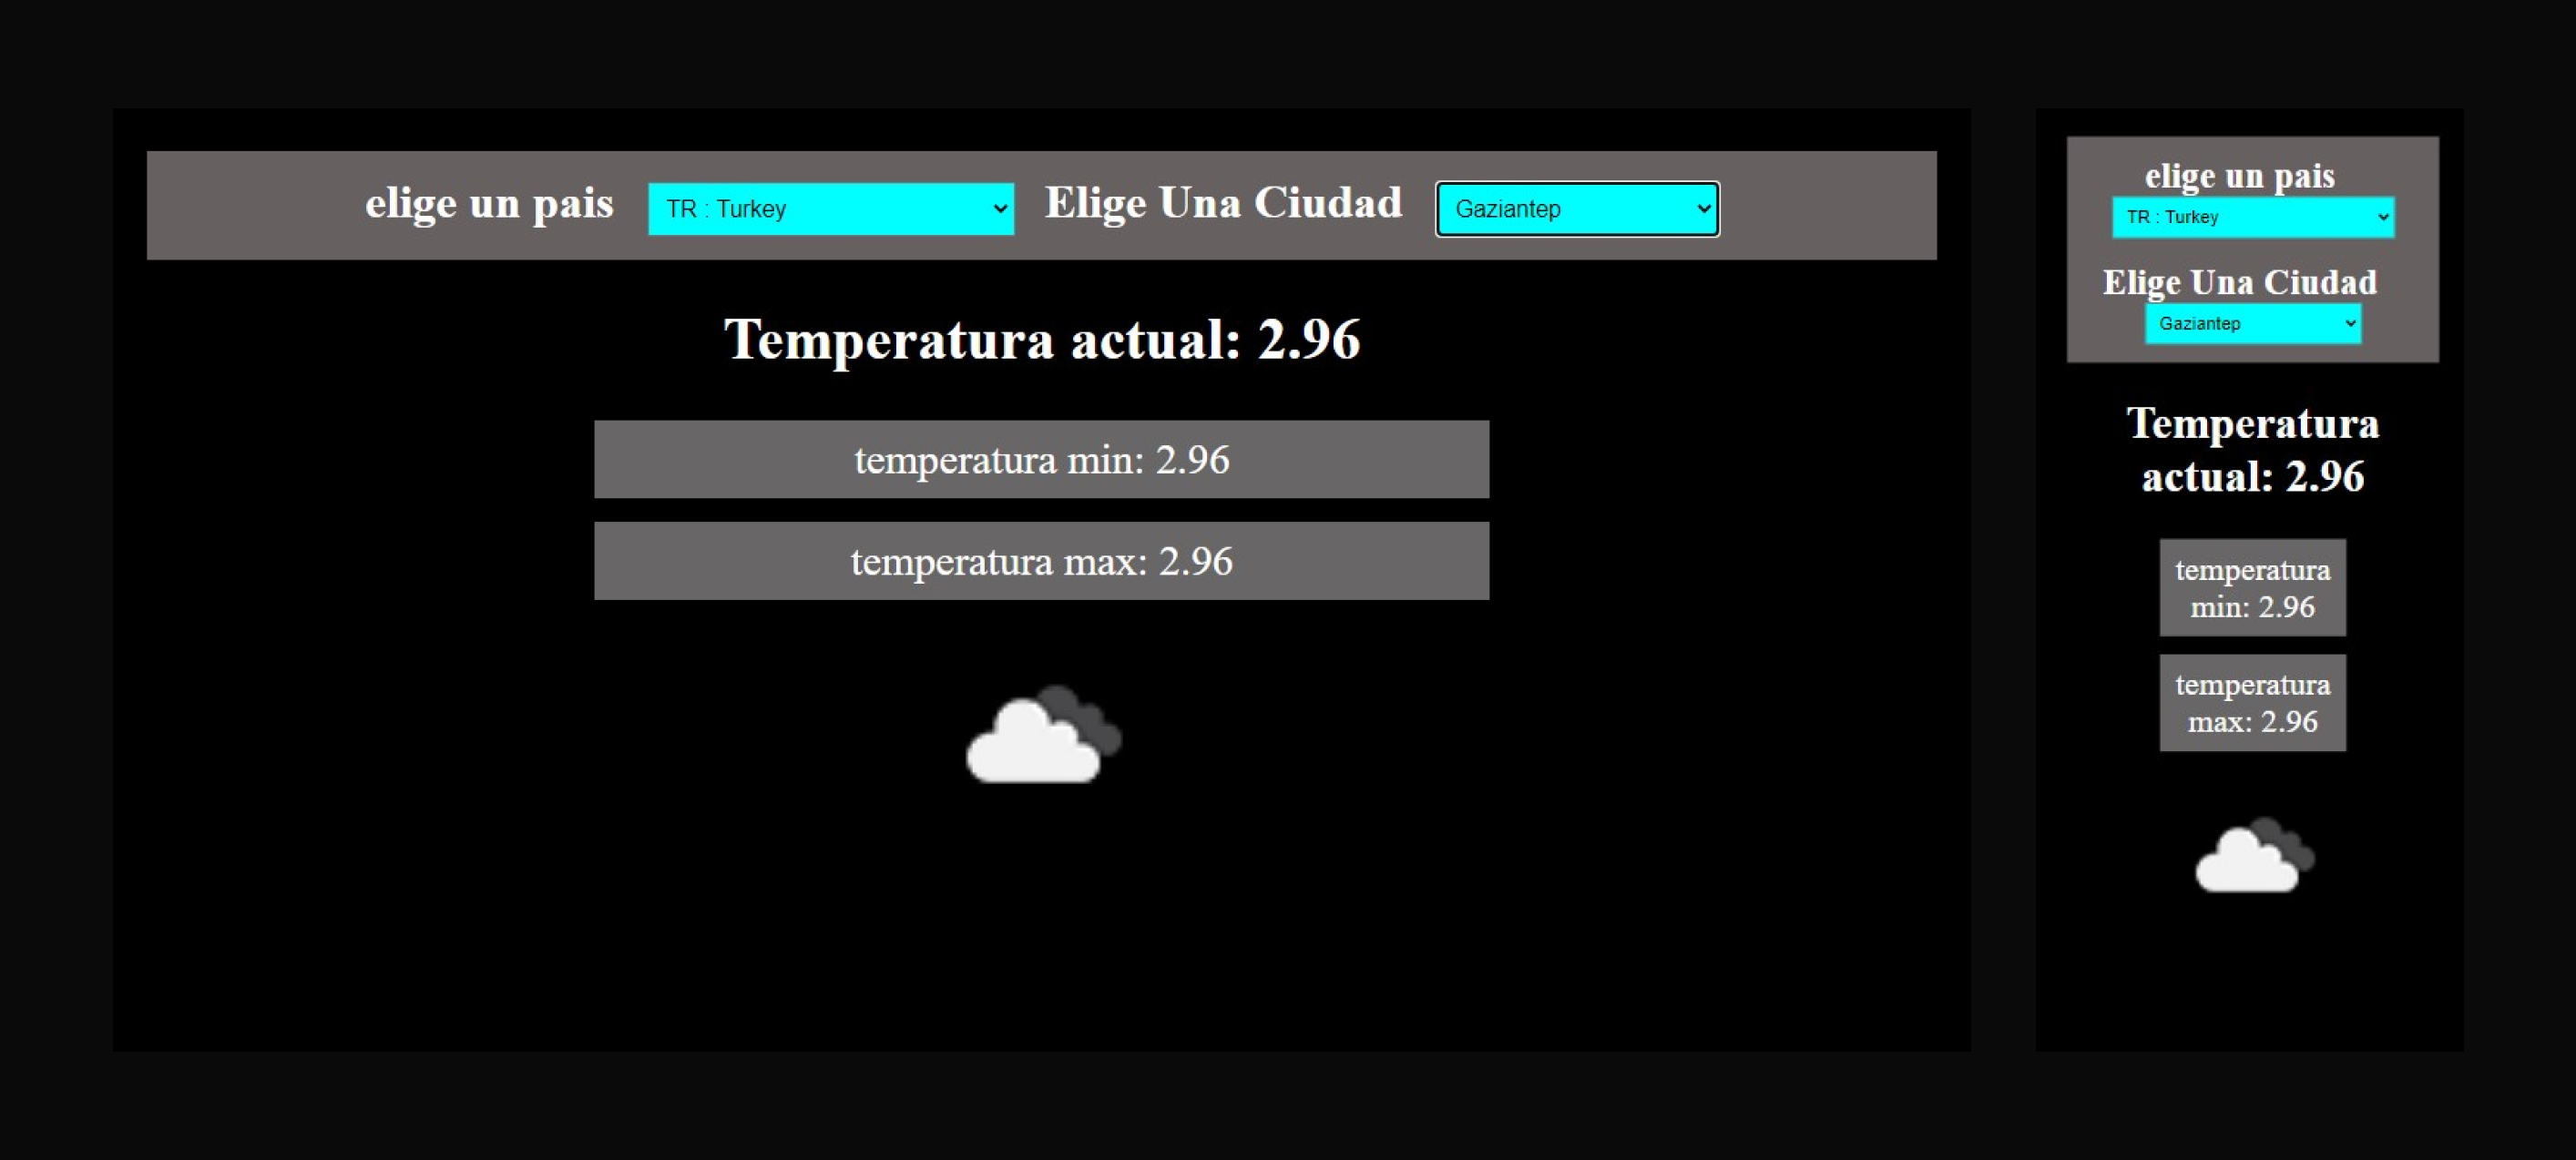 elige un pais TR : Turkey Elige Una Ciudad Gaziantep
Temperatura actual: 2.96
temperatura min: 2.96
temperatura max: 2.96
elige un pais
TR : Turkey
Elige Una Ciudad
Gaziantep
Temperatura
actual: 2.96
temperatura
min: 2.96
temperatura
max: 2.96